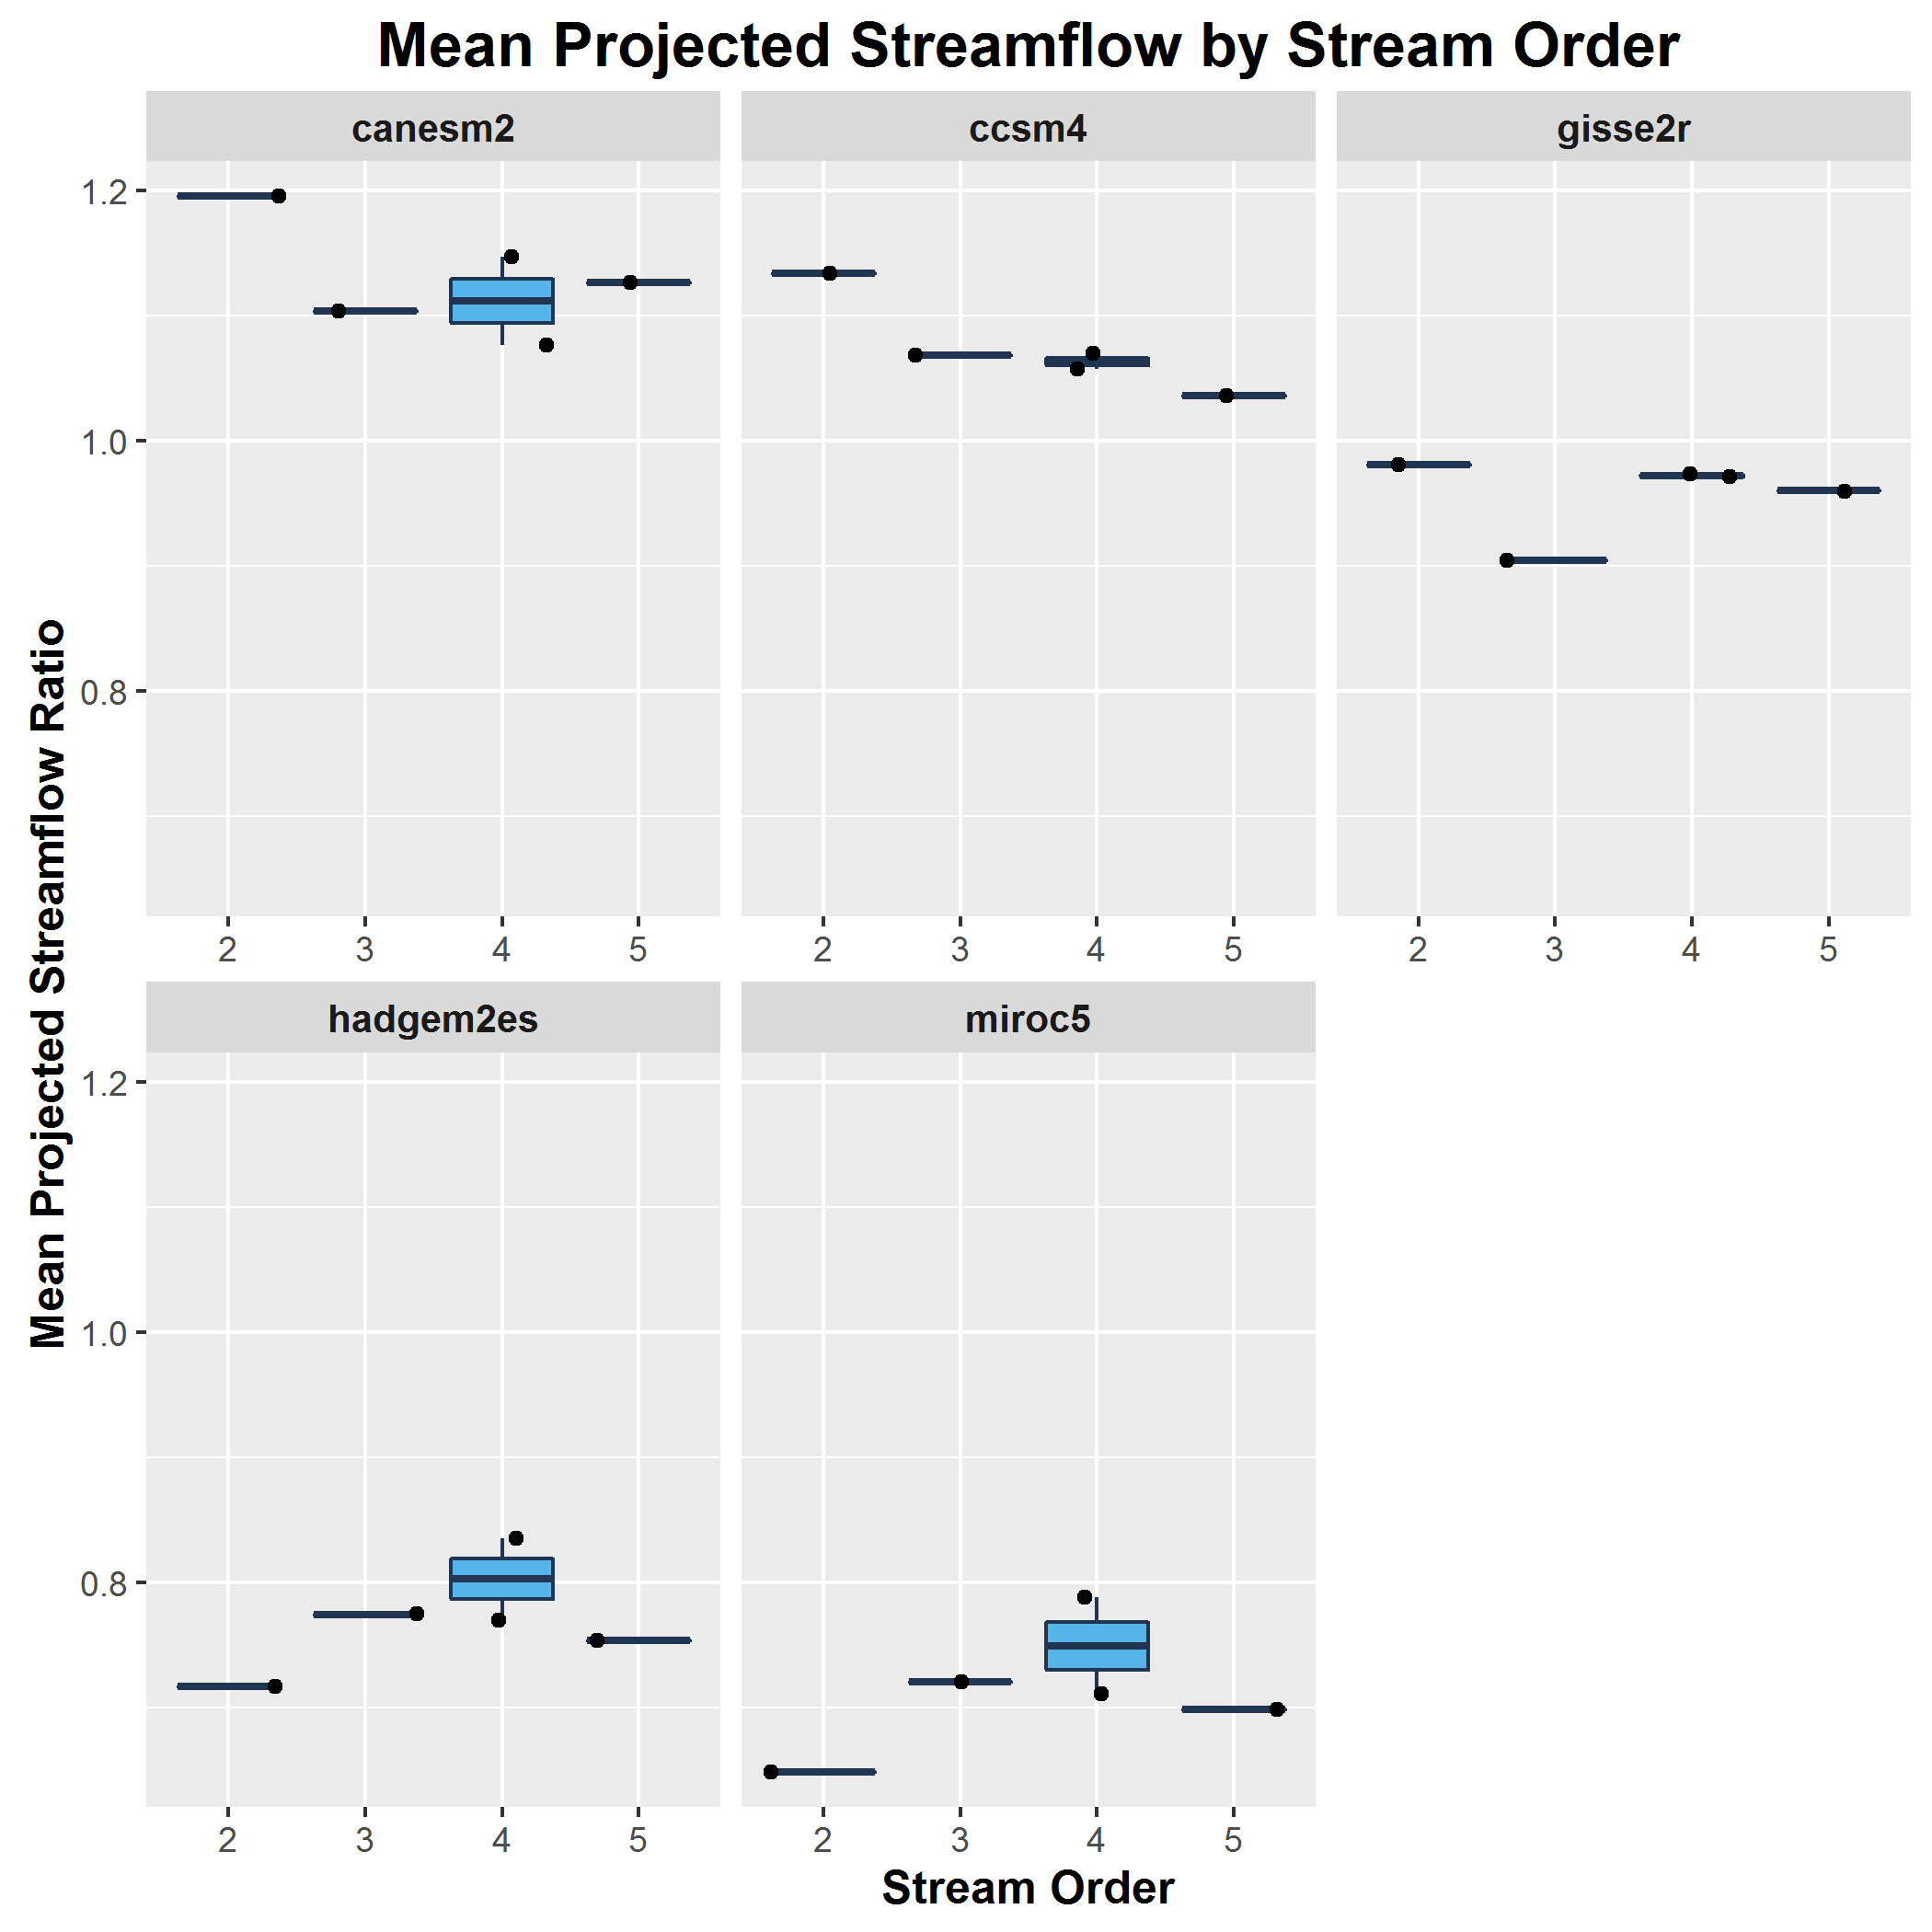 Mean Projected Streamflow by Stream Order
canesm2 ccsm4 gisse2r
1.2
1.0
0.8
2 3 4 5 2 3 4 5 2 3 4 5
Mean Projected Streamflow Ratio
hadgem2es miroc5
1.2
1.0
0.8
2 3 4 5 2 3 4 5
Stream Order